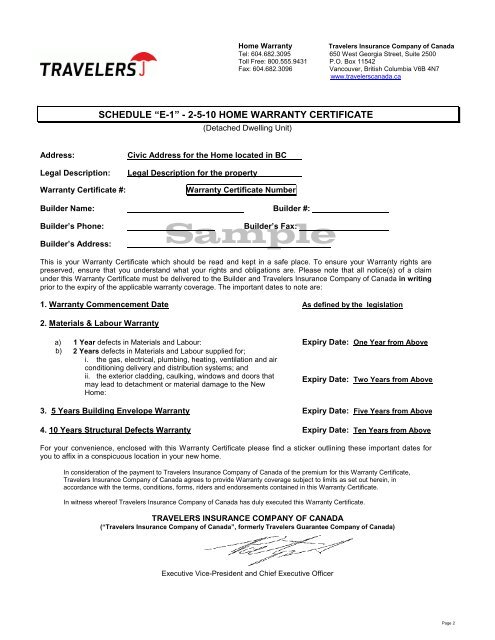 TRAVELERS
Home Warranty
Tel: 604.682.3095
Toll Free: 800.555.9431
Fax: 604.682.3096
Travelers Insurance Company of Canada
650 West Georgia Street, Suite 2500
P.O. Box 11542
Vancouver, British Columbia V6B 4N7
www.travelerscanada.ca
SCHEDULE “E-1” - 2-5-10 HOME WARRANTY CERTIFICATE
(Detached Dwelling Unit)
Address: Civic Address for the Home located in BC
Legal Description: Legal Description for the property
Warranty Certificate #: Warranty Certificate Number
Builder Name: Builder #:
Builder’s Phone: Builder’s Fax:
Sample
Builder’s Address:
This is your Warranty Certificate which should be read and kept in a safe place. To ensure your Warranty rights are
preserved, ensure that you understand what your rights and obligations are. Please note that all notice(s) of a claim
under this Warranty Certificate must be delivered to the Builder and Travelers Insurance Company of Canada in writing
prior to the expiry of the applicable warranty coverage. The important dates to note are:
1. Warranty Commencement Date As defined by the legislation
2. Materials & Labour Warranty
a) 1 Year defects in Materials and Labour: Expiry Date: One Year from Above
b) 2 Years defects in Materials and Labour supplied for;
i. the gas, electrical, plumbing, heating, ventilation and air
conditioning delivery and distribution systems; and
ii. the exterior cladding, caulking, windows and doors that
may lead to detachment or material damage to the New
Home: Expiry Date: Two Years from Above
3. 5 Years Building Envelope Warranty Expiry Date: Five Years from Above
4. 10 Years Structural Defects Warranty Expiry Date: Ten Years from Above
For your convenience, enclosed with this Warranty Certificate please find a sticker outlining these important dates for
you to affix in a conspicuous location in your new home.
In consideration of the payment to Travelers Insurance Company of Canada of the premium for this Warranty Certificate,
Travelers Insurance Company of Canada agrees to provide Warranty coverage subject to limits as set out herein, in
accordance with the terms, conditions, forms, riders and endorsements contained in this Warranty Certificate.
In witness whereof Travelers Insurance Company of Canada has duly executed this Warranty Certificate.
TRAVELERS INSURANCE COMPANY OF CANADA
(“Travelers Insurance Company of Canada”, formerly Travelers Guarantee Company of Canada)
Executive Vice-President and Chief Executive Officer
Page 2